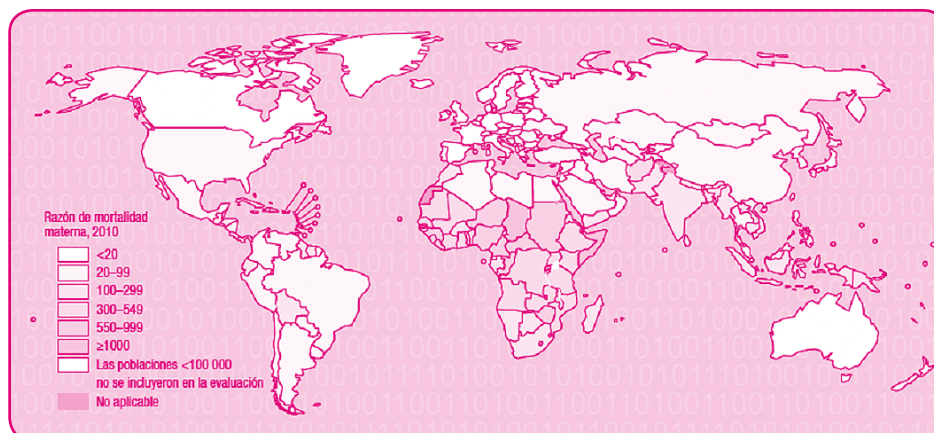 Razón de mortalidad
materna, 2010
<20
20–99
100–299
300–549
550–999
≥1000
Las poblaciones <100 000
no se incluyeron en la evaluación
No aplicable